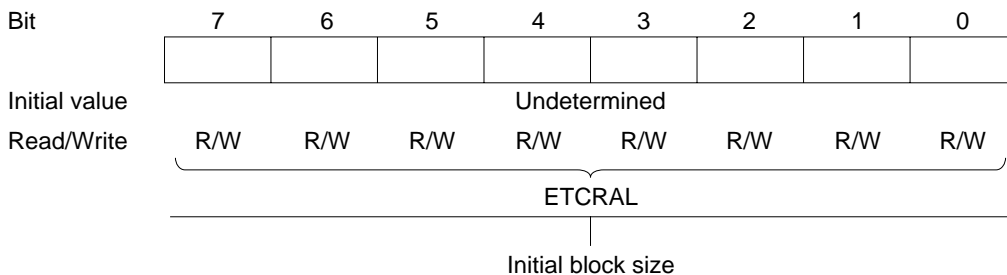 Bit 7 6 5 4 3 2 1 0
Initial value Undetermined
Read/Write R/W R/W R/W R/W R/W R/W R/W R/W
ETCRAL
Initial block size